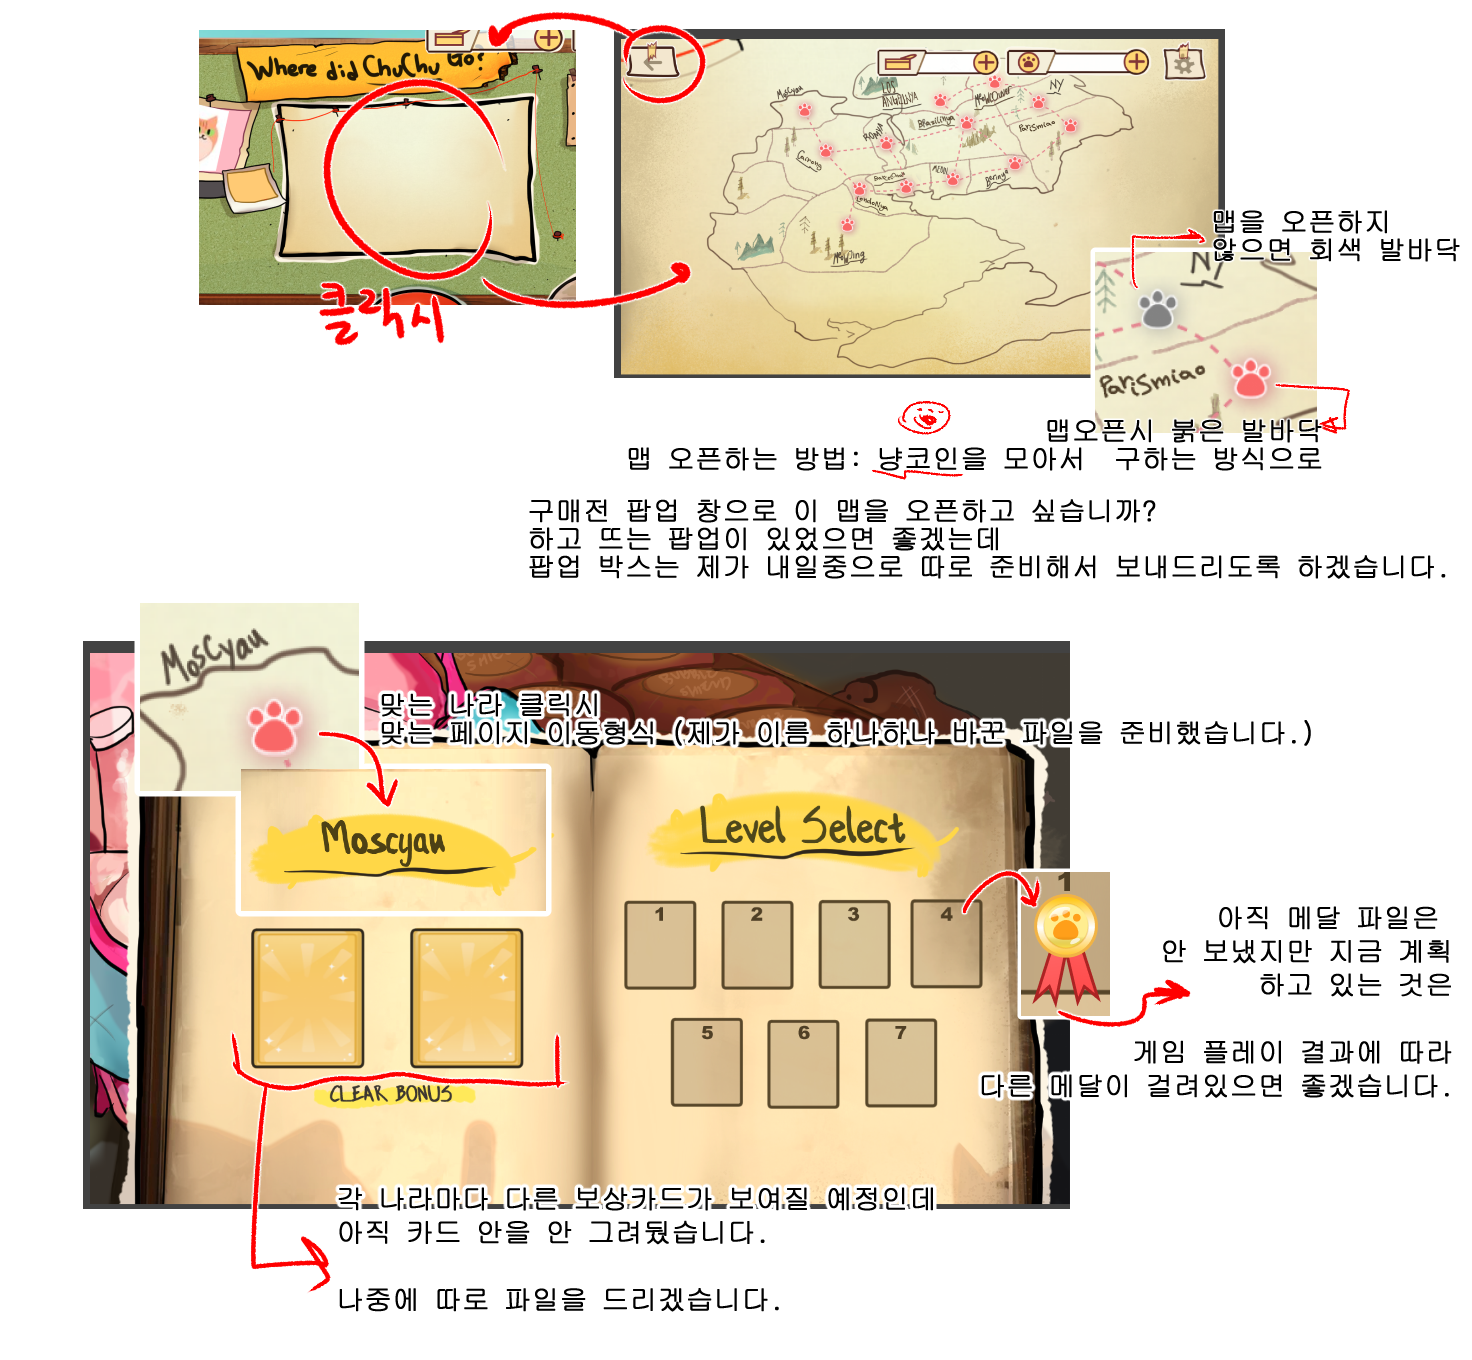 Where did ChuChu Go?
클릭시
Moscyau
LOS
ANGELNYA
NY
Brazilinya
Parismiao
Cairong
Berinya
LondoNya
맵을 오픈하지
않으면 회색 발바닥
N
Parismiao
맵오픈시 붉은 발바닥
맵 오픈하는 방법: 냥코인을 모아서 구하는 방식으로
구매전 팝업 창으로 이 맵을 오픈하고 싶습니까?
하고 뜨는 팝업이 있었으면 좋겠는데
팝업 박스는 제가 내일중으로 따로 준비해서 보내드리도록 하겠습니다.
Moscyau
맞는 나라 클릭시
맞는 페이지 이동형식 (제가 이름 하나하나 바꾼 파일을 준비했습니다.)
Moscyau
Level Select
1 2 3 4
5 6 7
1
CLEAR BONUS
아직 메달 파일은
안 보냈지만 지금 계획
하고 있는 것은
게임 플레이 결과에 따라
다른 메달이 걸려있으면 좋겠습니다.
각 나라마다 다른 보상카드가 보여질 예정인데
아직 카드 안을 안 그려뒀습니다.
나중에 따로 파일을 드리겠습니다.